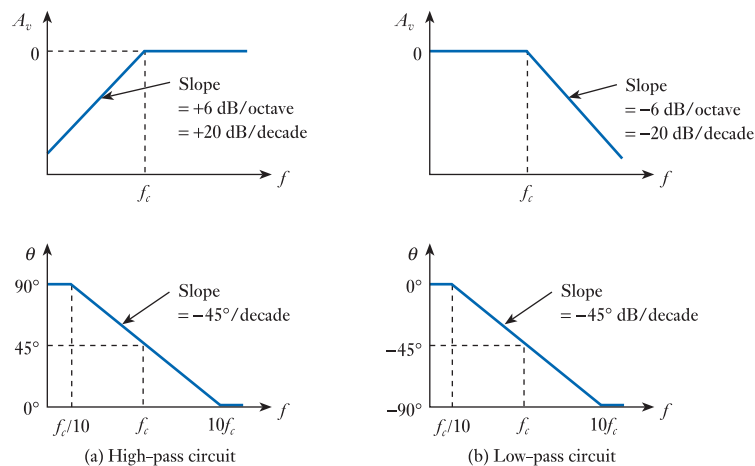 A_v
0
Slope
= +6 dB/octave
= +20 dB/decade
f_c
f
A_v
0
Slope
= −6 dB/octave
= −20 dB/decade
f_c
f
θ
90°
Slope
= −45°/decade
45°
0°
f_c/10
f_c
10f_c
f
(a) High–pass circuit
θ
0°
Slope
= −45° dB/decade
−45°
−90°
f_c/10
f_c
10f_c
f
(b) Low–pass circuit